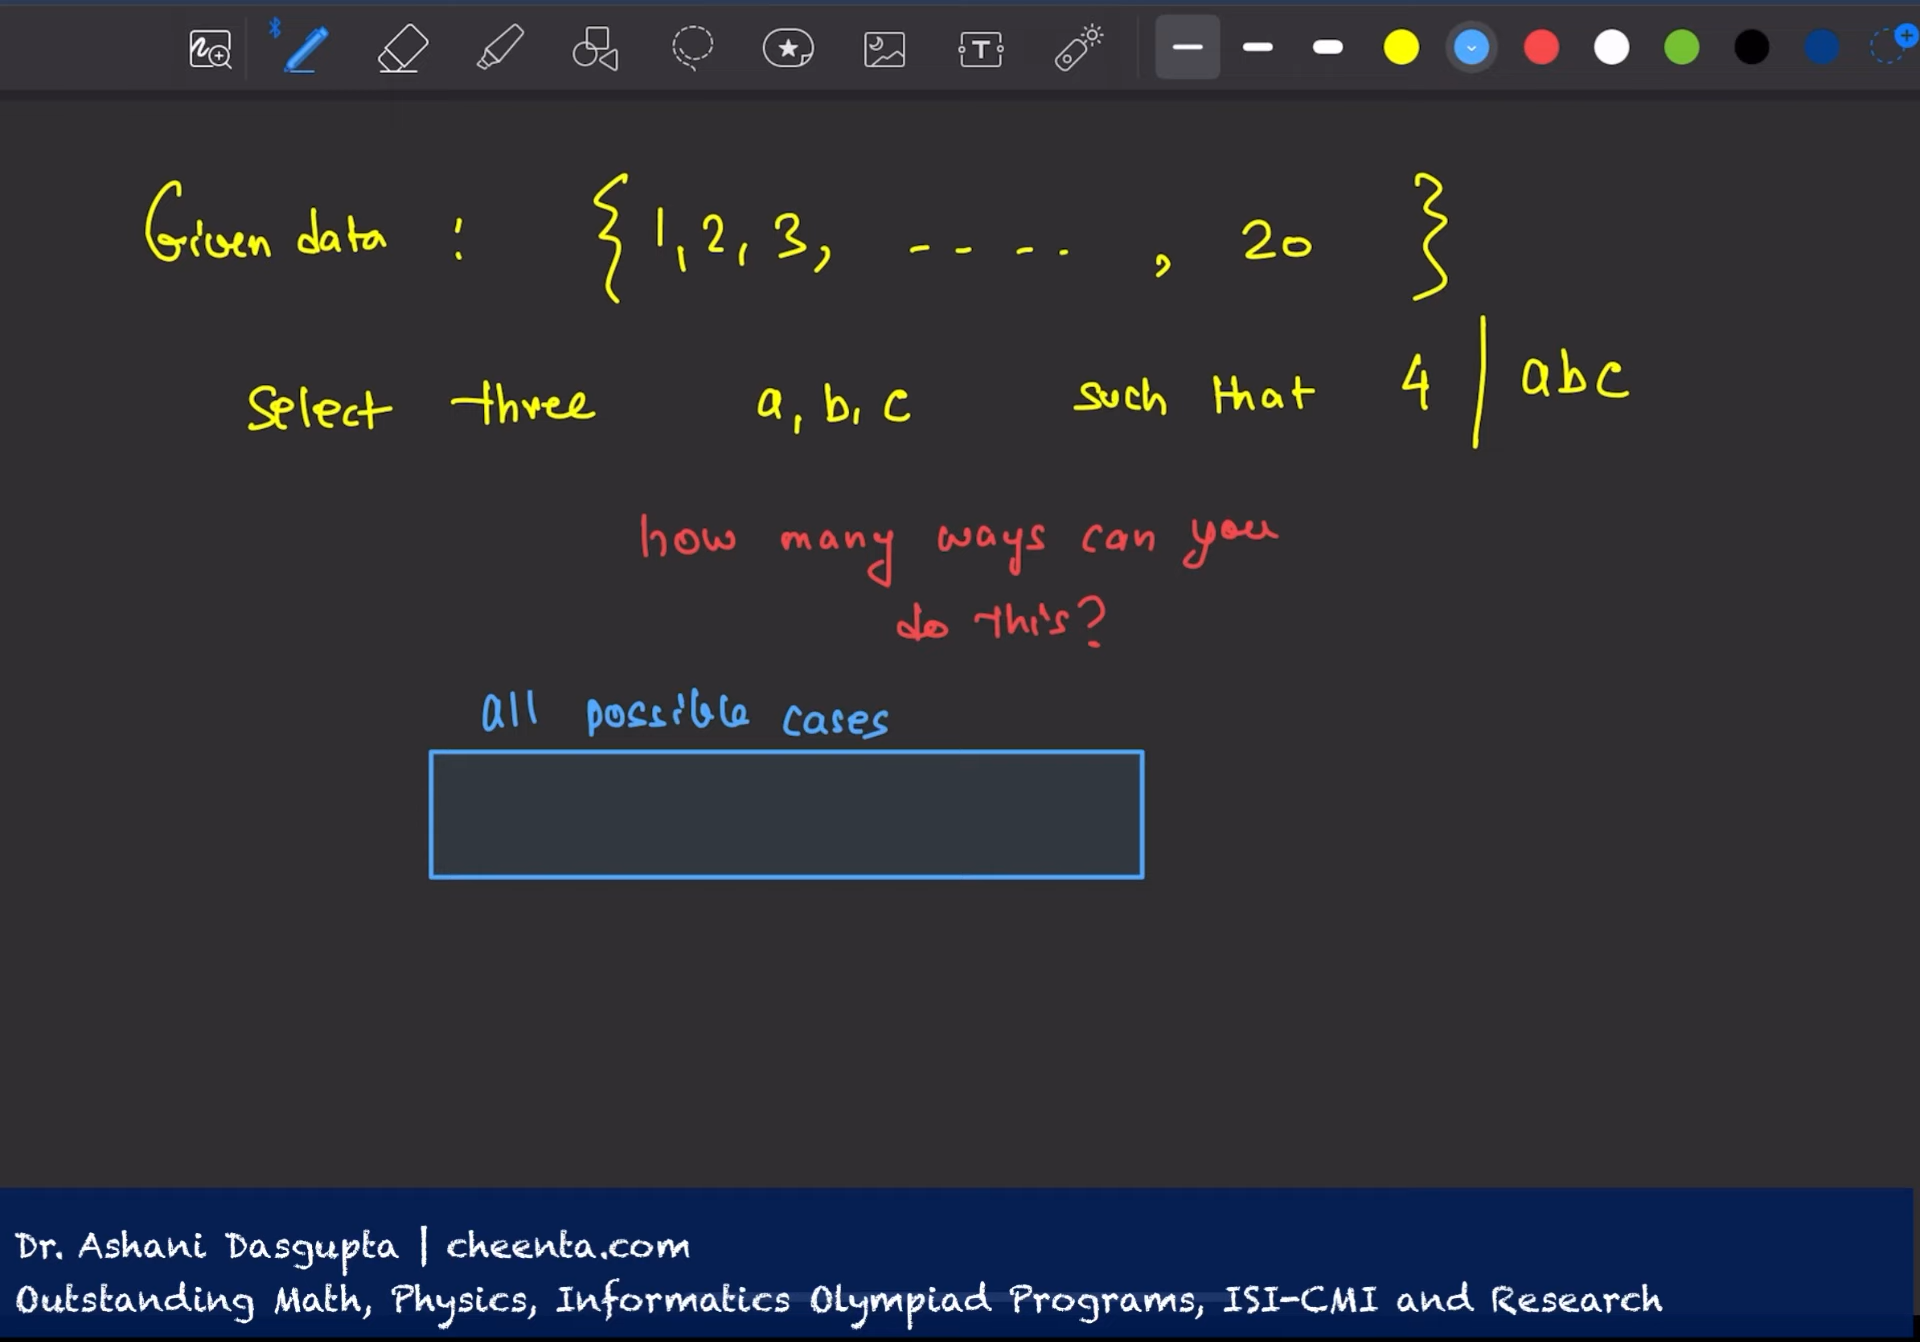 Given data : { 1, 2, 3, - - - - , 20 }
Select three a, b, c such that 4 | abc
how many ways can you
do this?
all possible cases
Dr. Ashani Dasgupta | cheenta.com
Outstanding Math, Physics, Informatics Olympiad Programs, ISI-CMI and Research